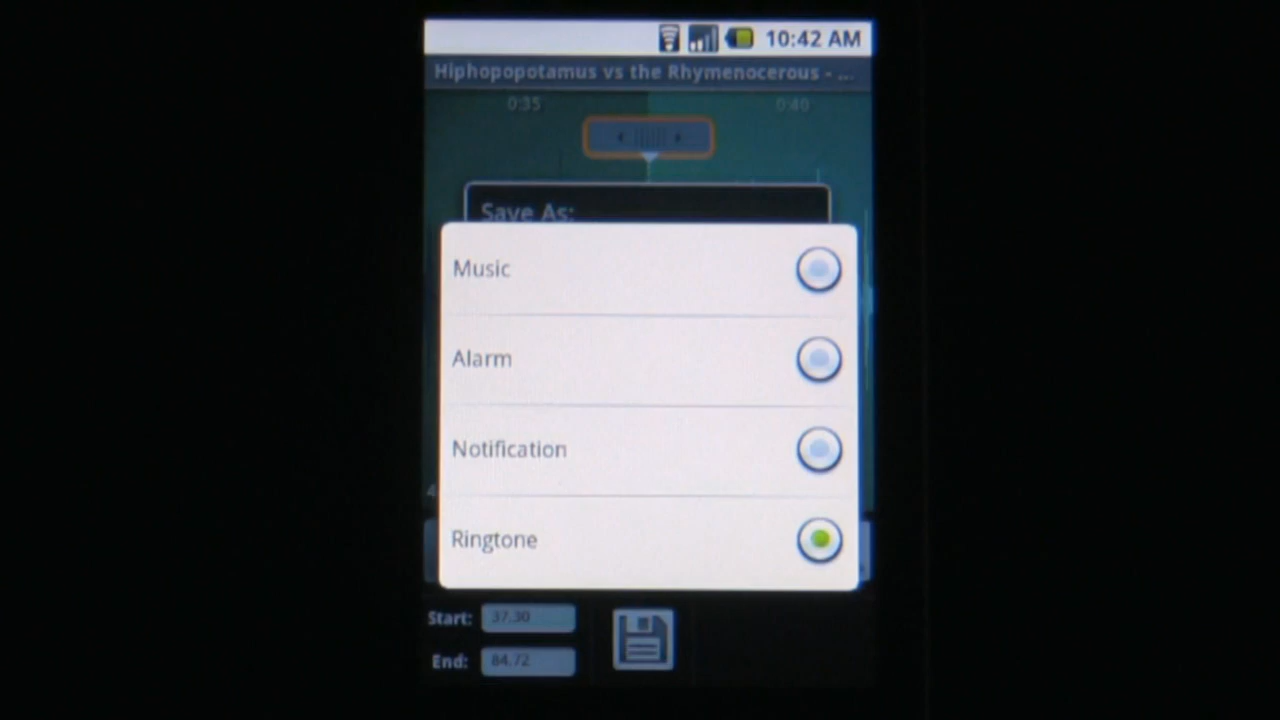 10:42 AM
Hiphopopotamus vs the Rhymenocerous - ...
0:35 0:40
Save As:
Music
Alarm
Notification
4
Ringtone
Start: 37.30
End: 84.72